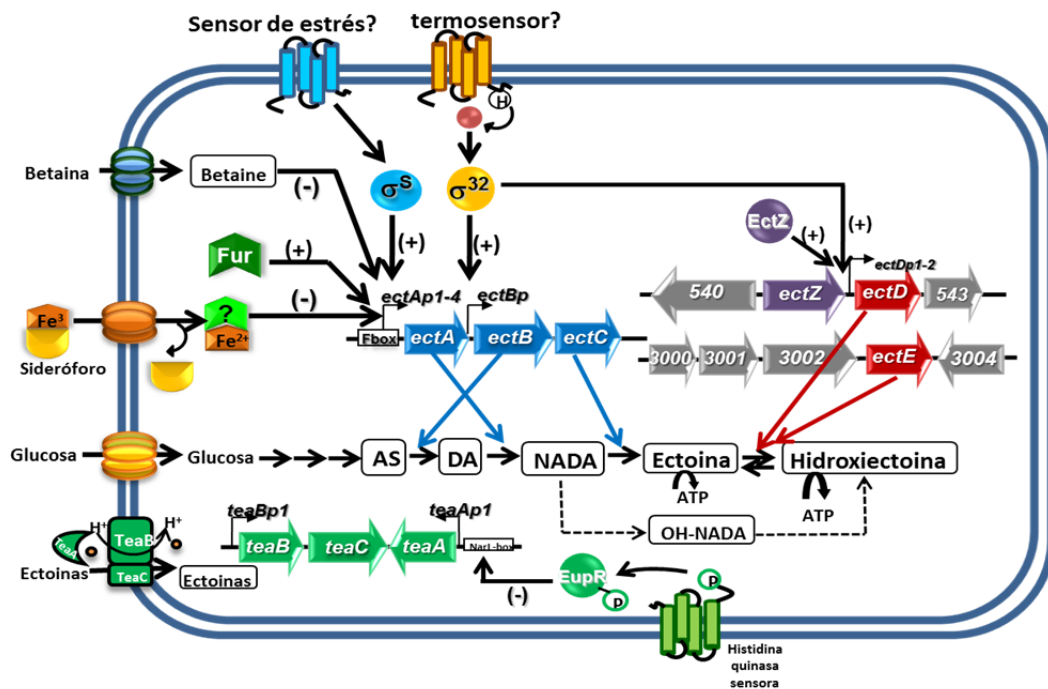 Sensor de estrés?
termosensor?
H
Betaina
Betaine
(-)
σS
σ32
(+)
(+)
(+)
EctZ
(+)
Fur
(+)
ectDp1-2
540
ectZ
ectD
543
(-)
ectAp1-4
ectBp
?
Fe3
Fe2+
Fbox
ectA
ectB
ectC
3000
3001
3002
ectE
3004
Sideróforo
Glucosa
Glucosa
AS
DA
NADA
Ectoina
Hidroxiectoina
ATP
ATP
OH-NADA
teaBp1
teaAp1
H+
H+
TeaA
TeaB
teaB
teaC
teaA
NarL-box
Ectoinas
TeaC
Ectoinas
(-)
EupR
P
P
Histidina
quinasa
sensora